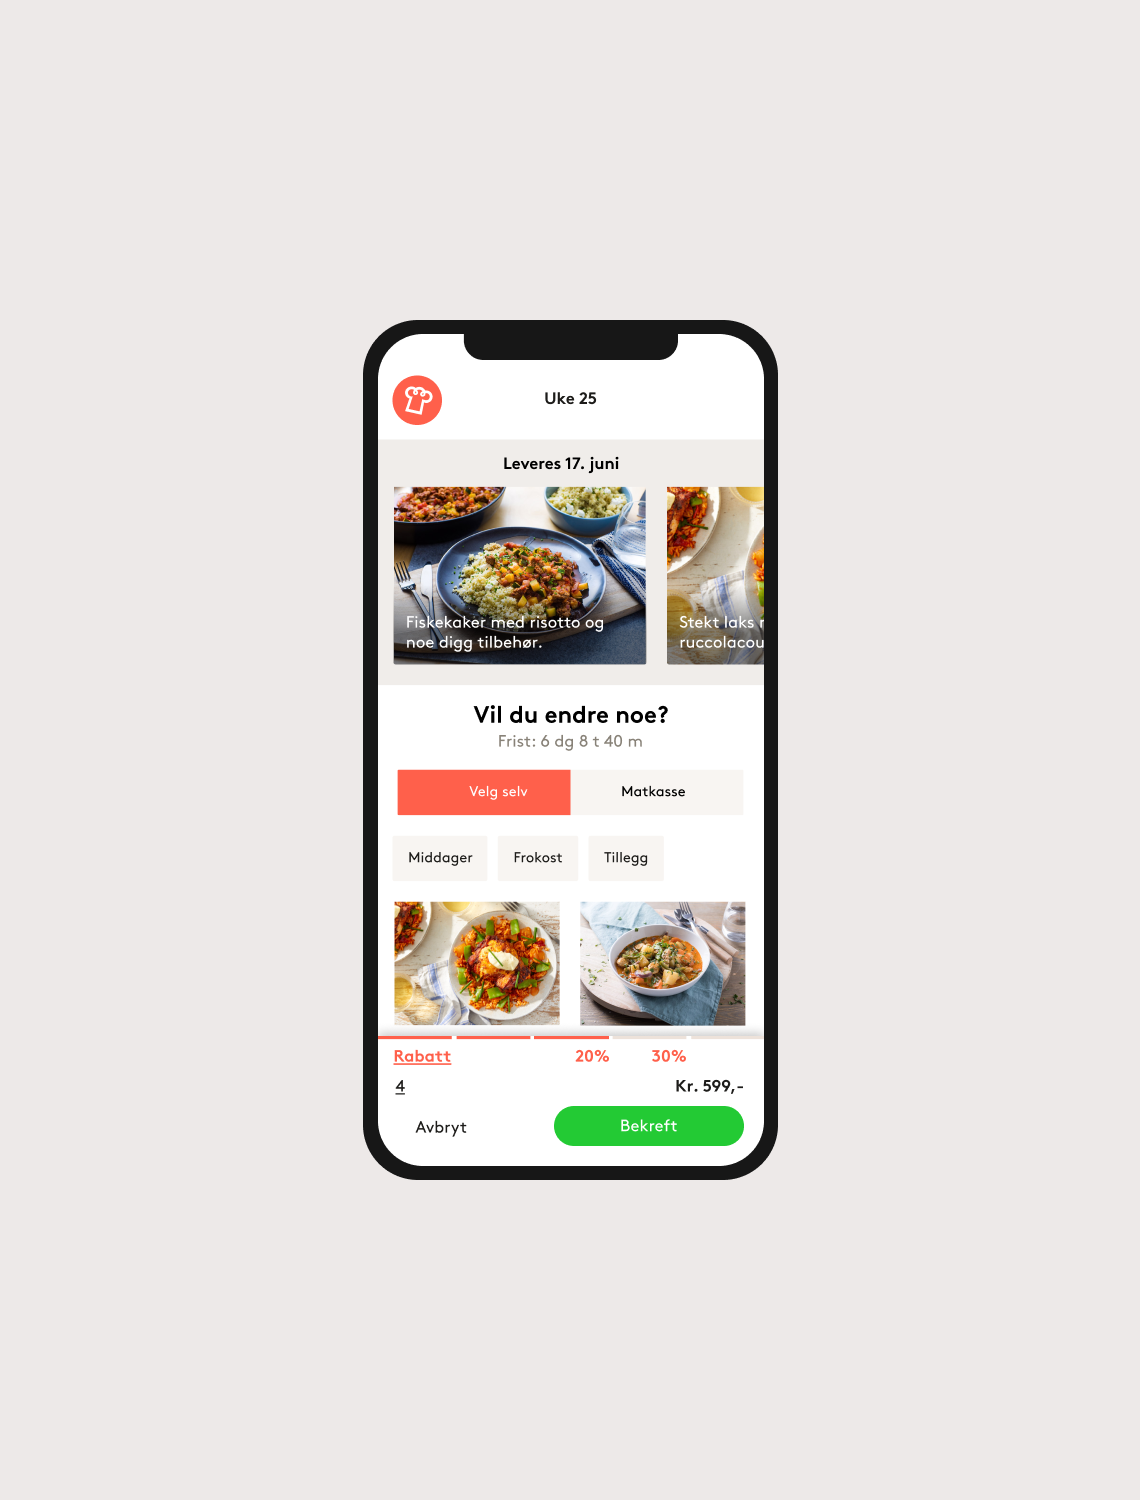 Uke 25
Leveres 17. juni
Fiskekaker med risotto og
noe digg tilbehør.
Stekt laks
ruccolacou
Vil du endre noe?
Frist: 6 dg 8 t 40 m
Velg selv
Matkasse
Middager
Frokost
Tillegg
Rabatt
20%
30%
4
Kr. 599,-
Avbryt
Bekreft